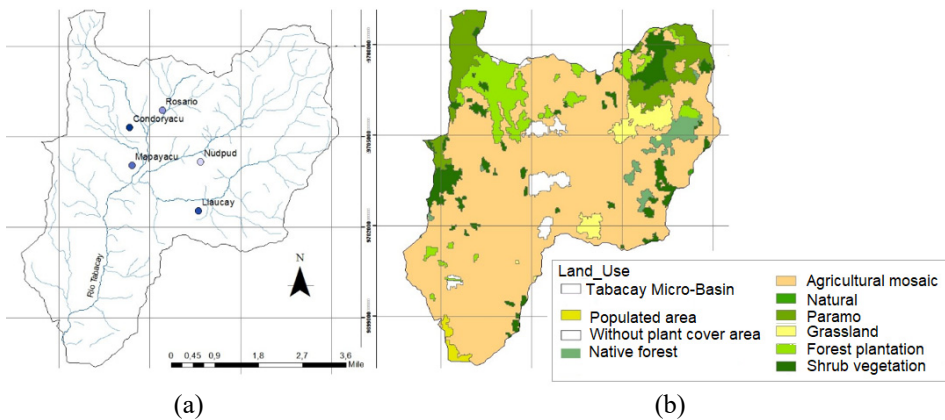 Rosario
Condoryacu
Mapayacu
Nudpud
Llaucay
Río Tabacay
N
0 0,45 0,9 1,8 2,7 3,6
Mile
Land_Use
Tabacay Micro-Basin
Populated area
Without plant cover area
Native forest
Agricultural mosaic
Natural
Paramo
Grassland
Forest plantation
Shrub vegetation
(a)
(b)